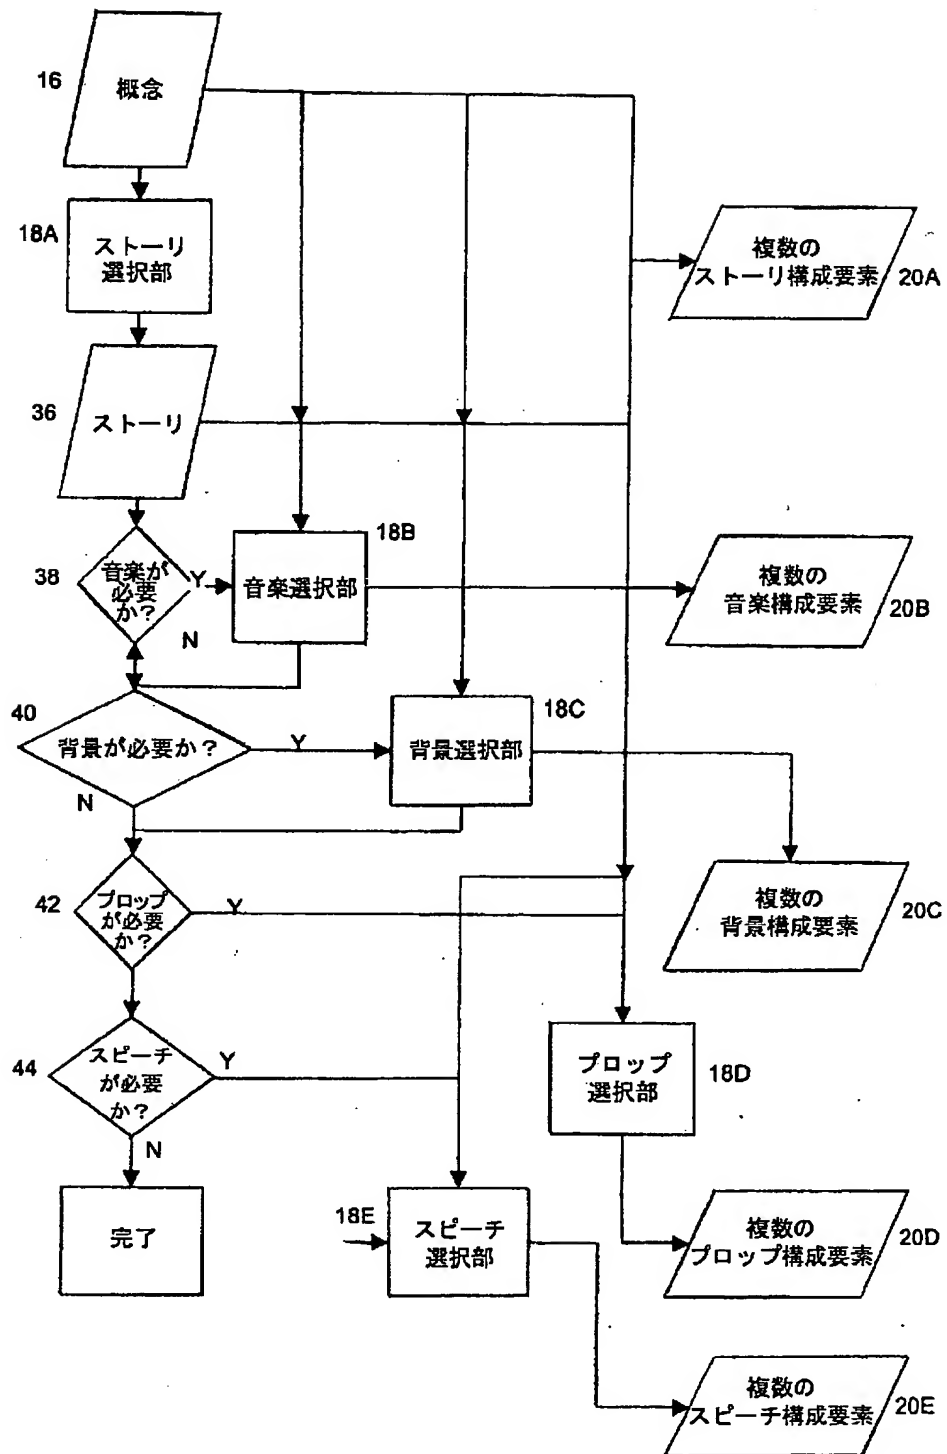 16
概念
18A
ストーリ
選択部
複数の
ストーリ構成要素
20A
36
ストーリ
38
音楽が
必要
か?
Y
N
18B
音楽選択部
複数の
音楽構成要素
20B
40
背景が必要か?
Y
N
18C
背景選択部
複数の
背景構成要素
20C
42
プロップ
が必要
か?
Y
44
スピーチ
が必要
か?
Y
N
プロップ
選択部
18D
完了
18E
スピーチ
選択部
複数の
プロップ構成要素
20D
複数の
スピーチ構成要素
20E